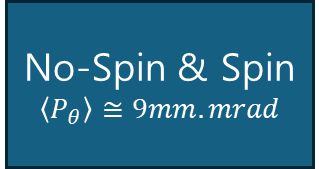 No-Spin & Spin
⟨P_θ⟩ ≅ 9mm.mrad